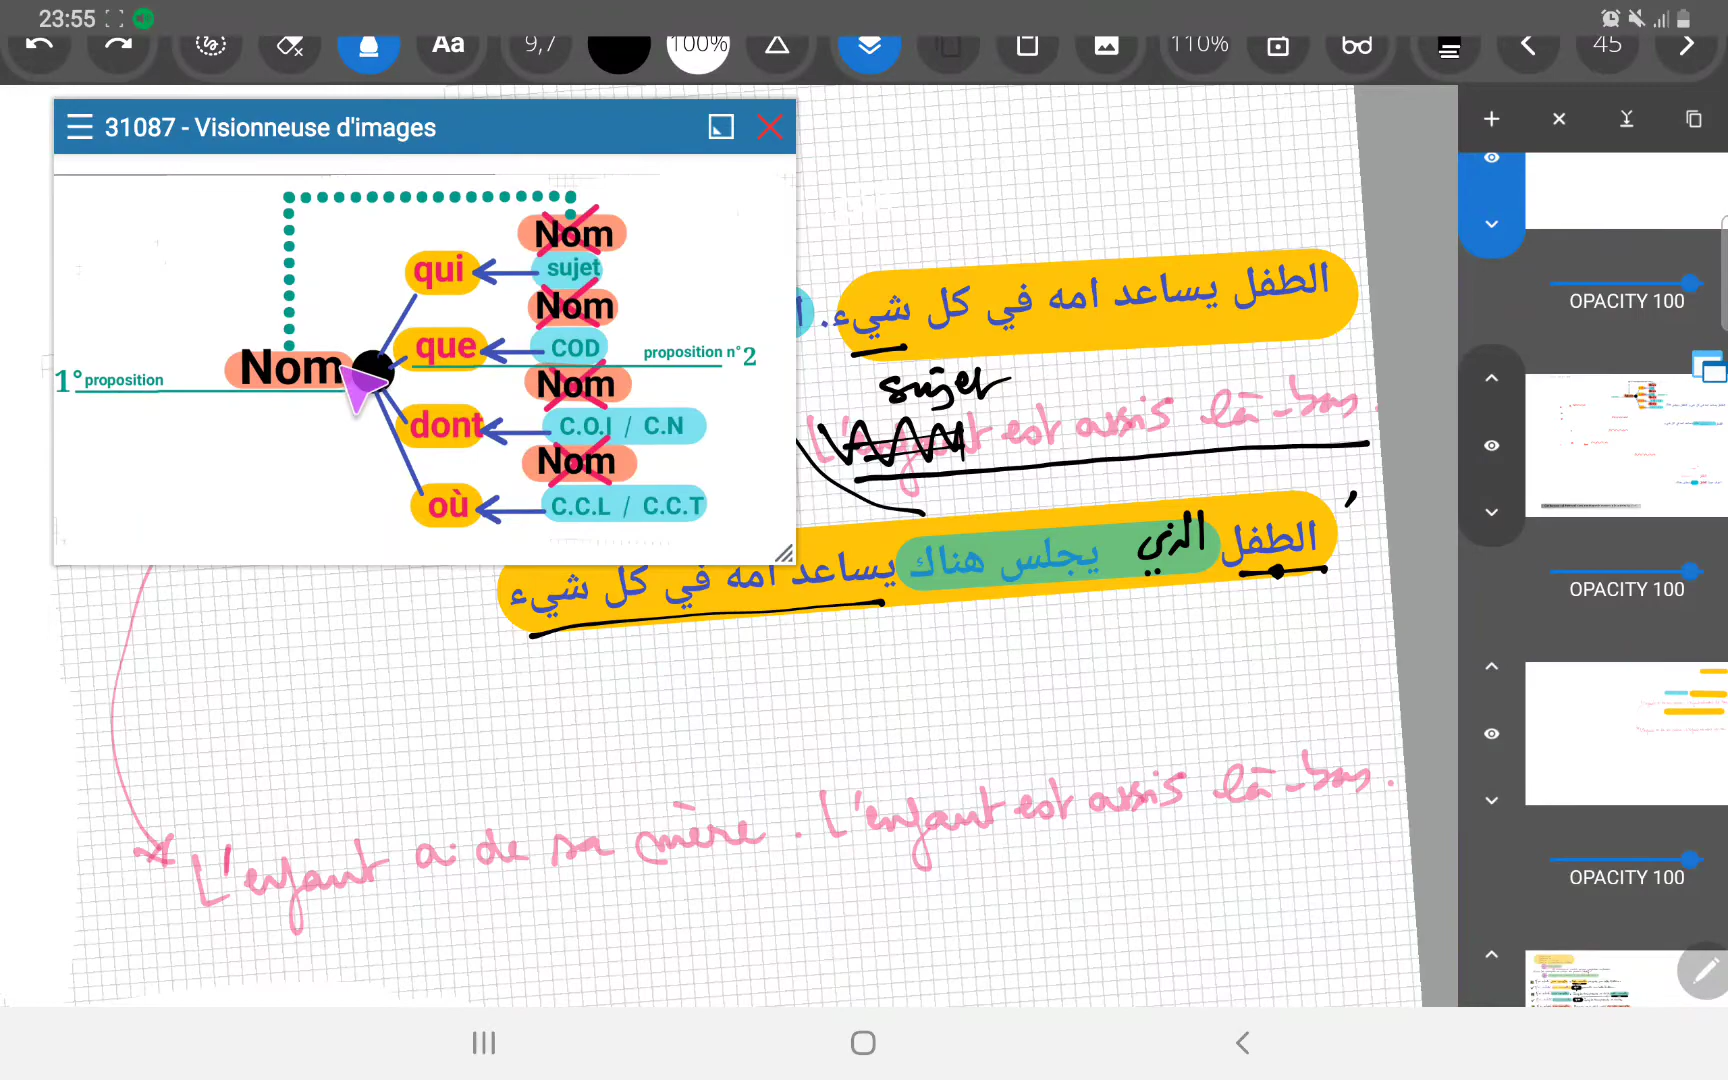 23:55
Aa
9,7
100%
110%
45
31087 - Visionneuse d'images
Nom
qui
sujet
Nom
que
COD
proposition n°2
Nom
1° proposition
Nom
dont
C.O.I / C.N
Nom
où
C.C.L / C.C.T
الطفل يساعد امه في كل شيء.
sujet
L'enfant est assis là-bas.
الطفل الذي يجلس هناك يساعد امه في كل شيء
L'enfant aide sa mère. L'enfant est assis là-bas.
OPACITY 100
OPACITY 100
OPACITY 100